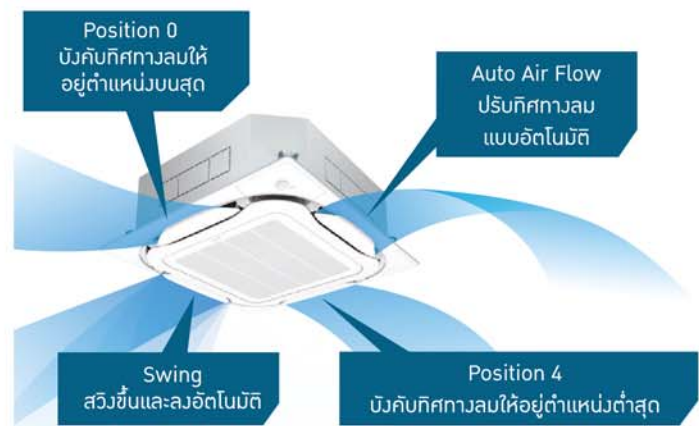 Position 0
บังคับทิศทางลมให้
อยู่ตำแหน่งบนสุด
Auto Air Flow
ปรับทิศทางลม
แบบอัตโนมัติ
Swing
สวิงขึ้นและลงอัตโนมัติ
Position 4
บังคับทิศทางลมให้อยู่ตำแหน่งต่ำสุด